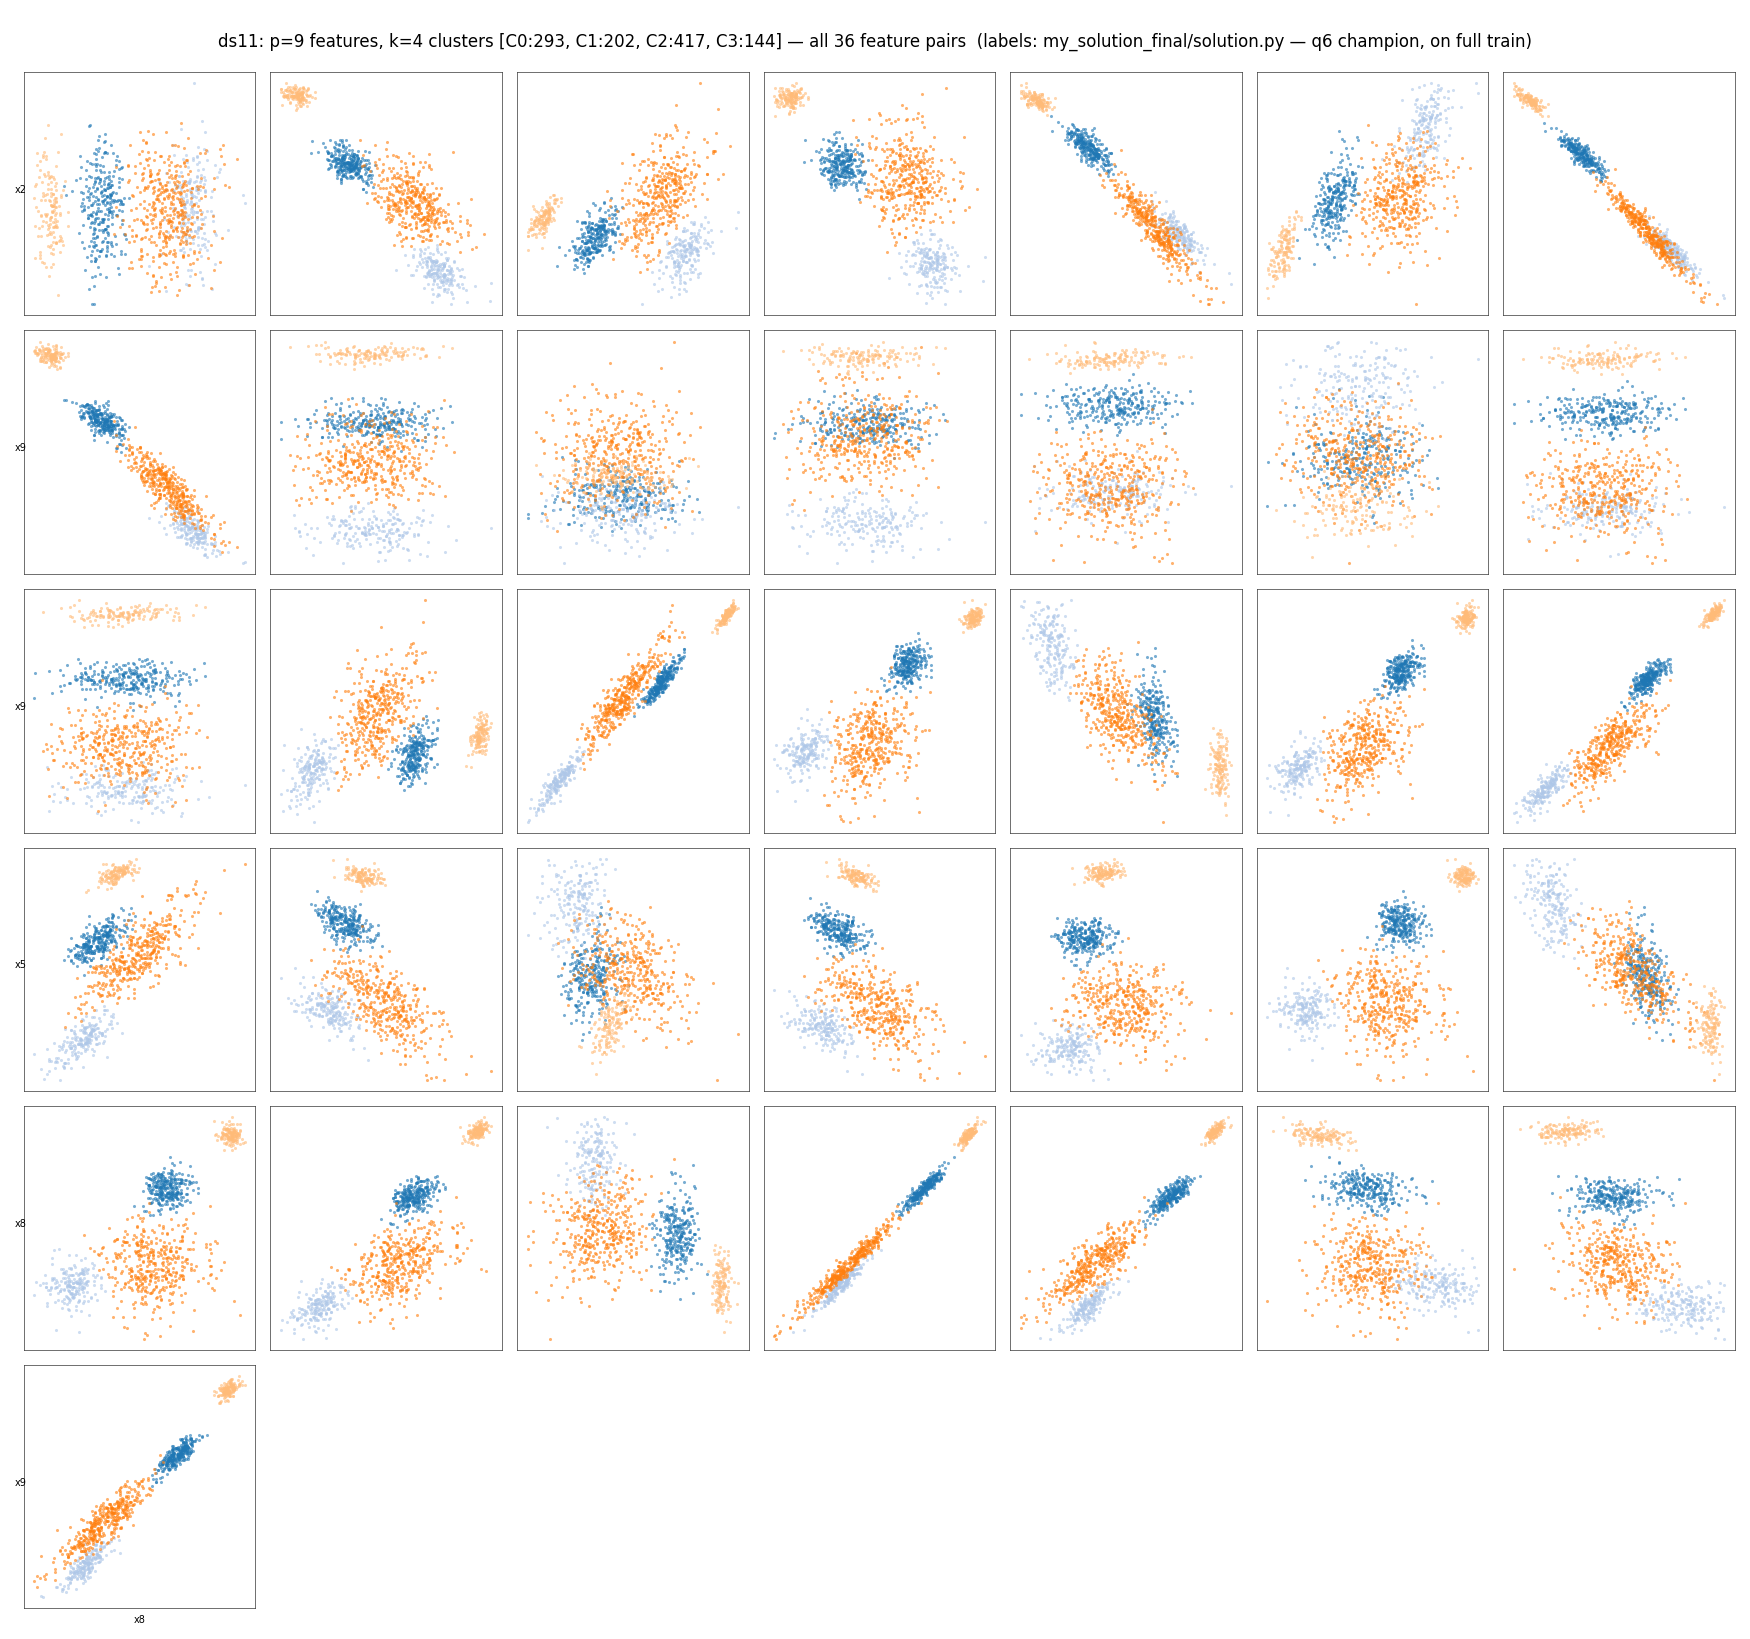 ds11: p=9 features, k=4 clusters [C0:293, C1:202, C2:417, C3:144] — all 36 feature pairs  (labels: my_solution_final/solution.py — q6 champion, on full train)
x2
x9
x9
x5
x8
x9
x8